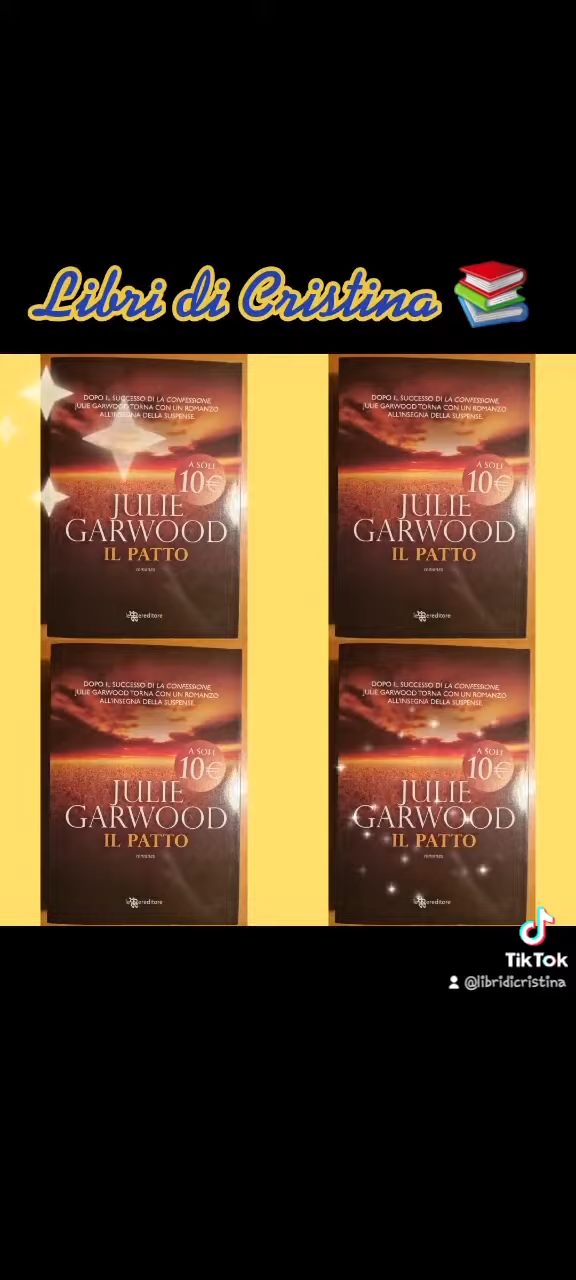 Libri di Cristina
DOPO IL SUCCESSO DI LA CONFESSIONE,
JULIE GARWOOD TORNA CON UN ROMANZO
ALL'INSEGNA DELLA SUSPENSE.
A SOLI
10€
JULIE
GARWOOD
IL PATTO
romanzo
leggereditore
DOPO IL SUCCESSO DI LA CONFESSIONE,
JULIE GARWOOD TORNA CON UN ROMANZO
ALL'INSEGNA DELLA SUSPENSE.
A SOLI
10€
JULIE
GARWOOD
IL PATTO
romanzo
leggereditore
DOPO IL SUCCESSO DI LA CONFESSIONE,
JULIE GARWOOD TORNA CON UN ROMANZO
ALL'INSEGNA DELLA SUSPENSE.
A SOLI
10€
JULIE
GARWOOD
IL PATTO
romanzo
leggereditore
DOPO IL SUCCESSO DI LA CONFESSIONE,
JULIE GARWOOD TORNA CON UN ROMANZO
ALL'INSEGNA DELLA SUSPENSE.
A SOLI
10€
JULIE
GARWOOD
IL PATTO
romanzo
leggereditore
TikTok
@libridicristina